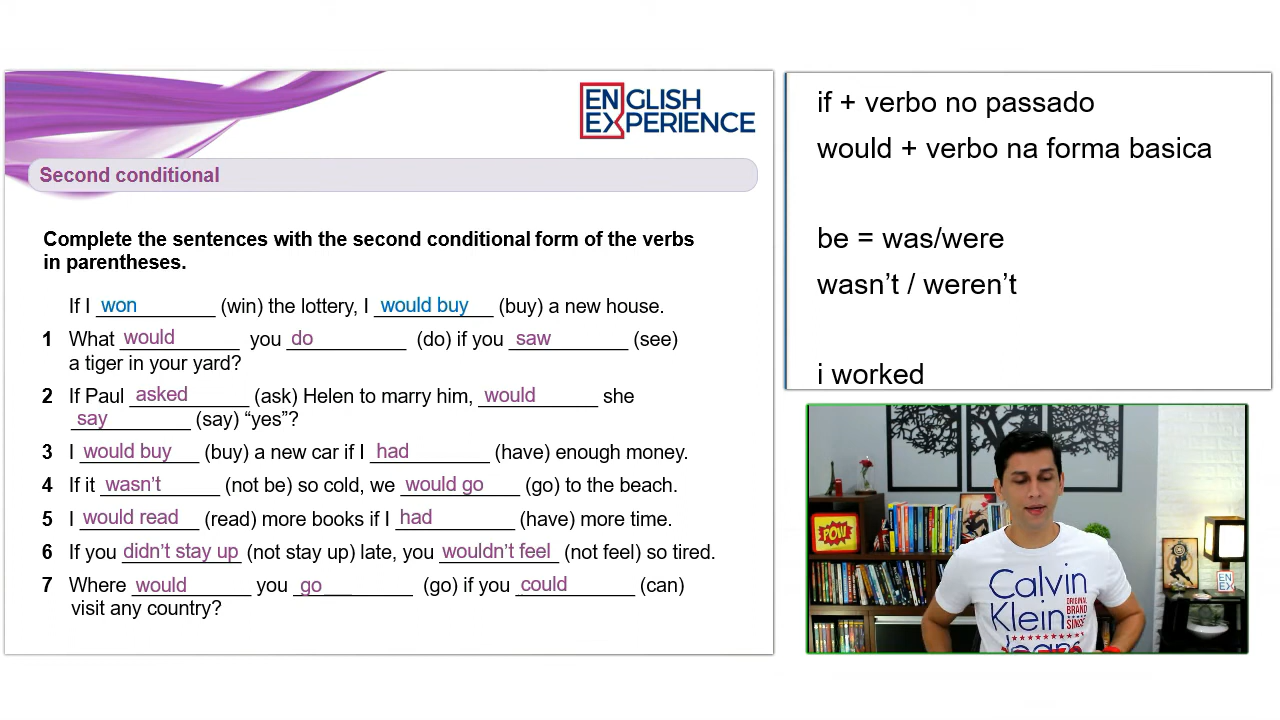 ENGLISH
EXPERIENCE
Second conditional
Complete the sentences with the second conditional form of the verbs
in parentheses.
If I won (win) the lottery, I would buy (buy) a new house.
1 What would you do (do) if you saw (see)
a tiger in your yard?
2 If Paul asked (ask) Helen to marry him, would she
say (say) “yes”?
3 I would buy (buy) a new car if I had (have) enough money.
4 If it wasn’t (not be) so cold, we would go (go) to the beach.
5 I would read (read) more books if I had (have) more time.
6 If you didn’t stay up (not stay up) late, you wouldn’t feel (not feel) so tired.
7 Where would you go (go) if you could (can)
visit any country?
if + verbo no passado
would + verbo na forma basica
be = was/were
wasn’t / weren’t
i worked
POW
Calvin
Klein
ORIGINAL
BRAND
SINCE
Jeans
EN
EX